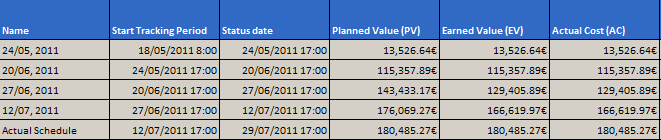 Name Start Tracking Period Status date Planned Value (PV) Earned Value (EV) Actual Cost (AC)
24/05, 2011 18/05/2011 8:00 24/05/2011 17:00 13,526.64€ 13,526.64€ 13,526.64€
20/06, 2011 24/05/2011 17:00 20/06/2011 17:00 115,357.89€ 115,357.89€ 115,357.89€
27/06, 2011 20/06/2011 17:00 27/06/2011 17:00 143,433.17€ 129,405.89€ 129,405.89€
12/07, 2011 27/06/2011 17:00 12/07/2011 17:00 176,069.27€ 166,619.97€ 166,619.97€
Actual Schedule 12/07/2011 17:00 29/07/2011 17:00 180,485.27€ 180,485.27€ 180,485.27€